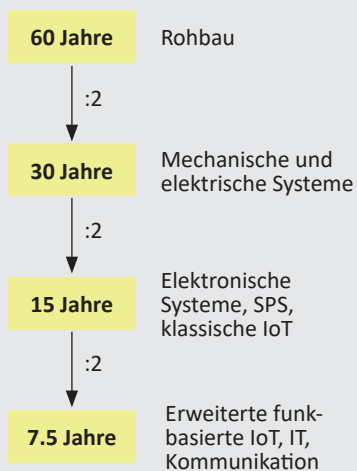 60 Jahre Rohbau
:2
30 Jahre Mechanische und
elektrische Systeme
:2
15 Jahre Elektronische
Systeme, SPS,
klassische IoT
:2
7.5 Jahre Erweiterte funk-
basierte IoT, IT,
Kommunikation